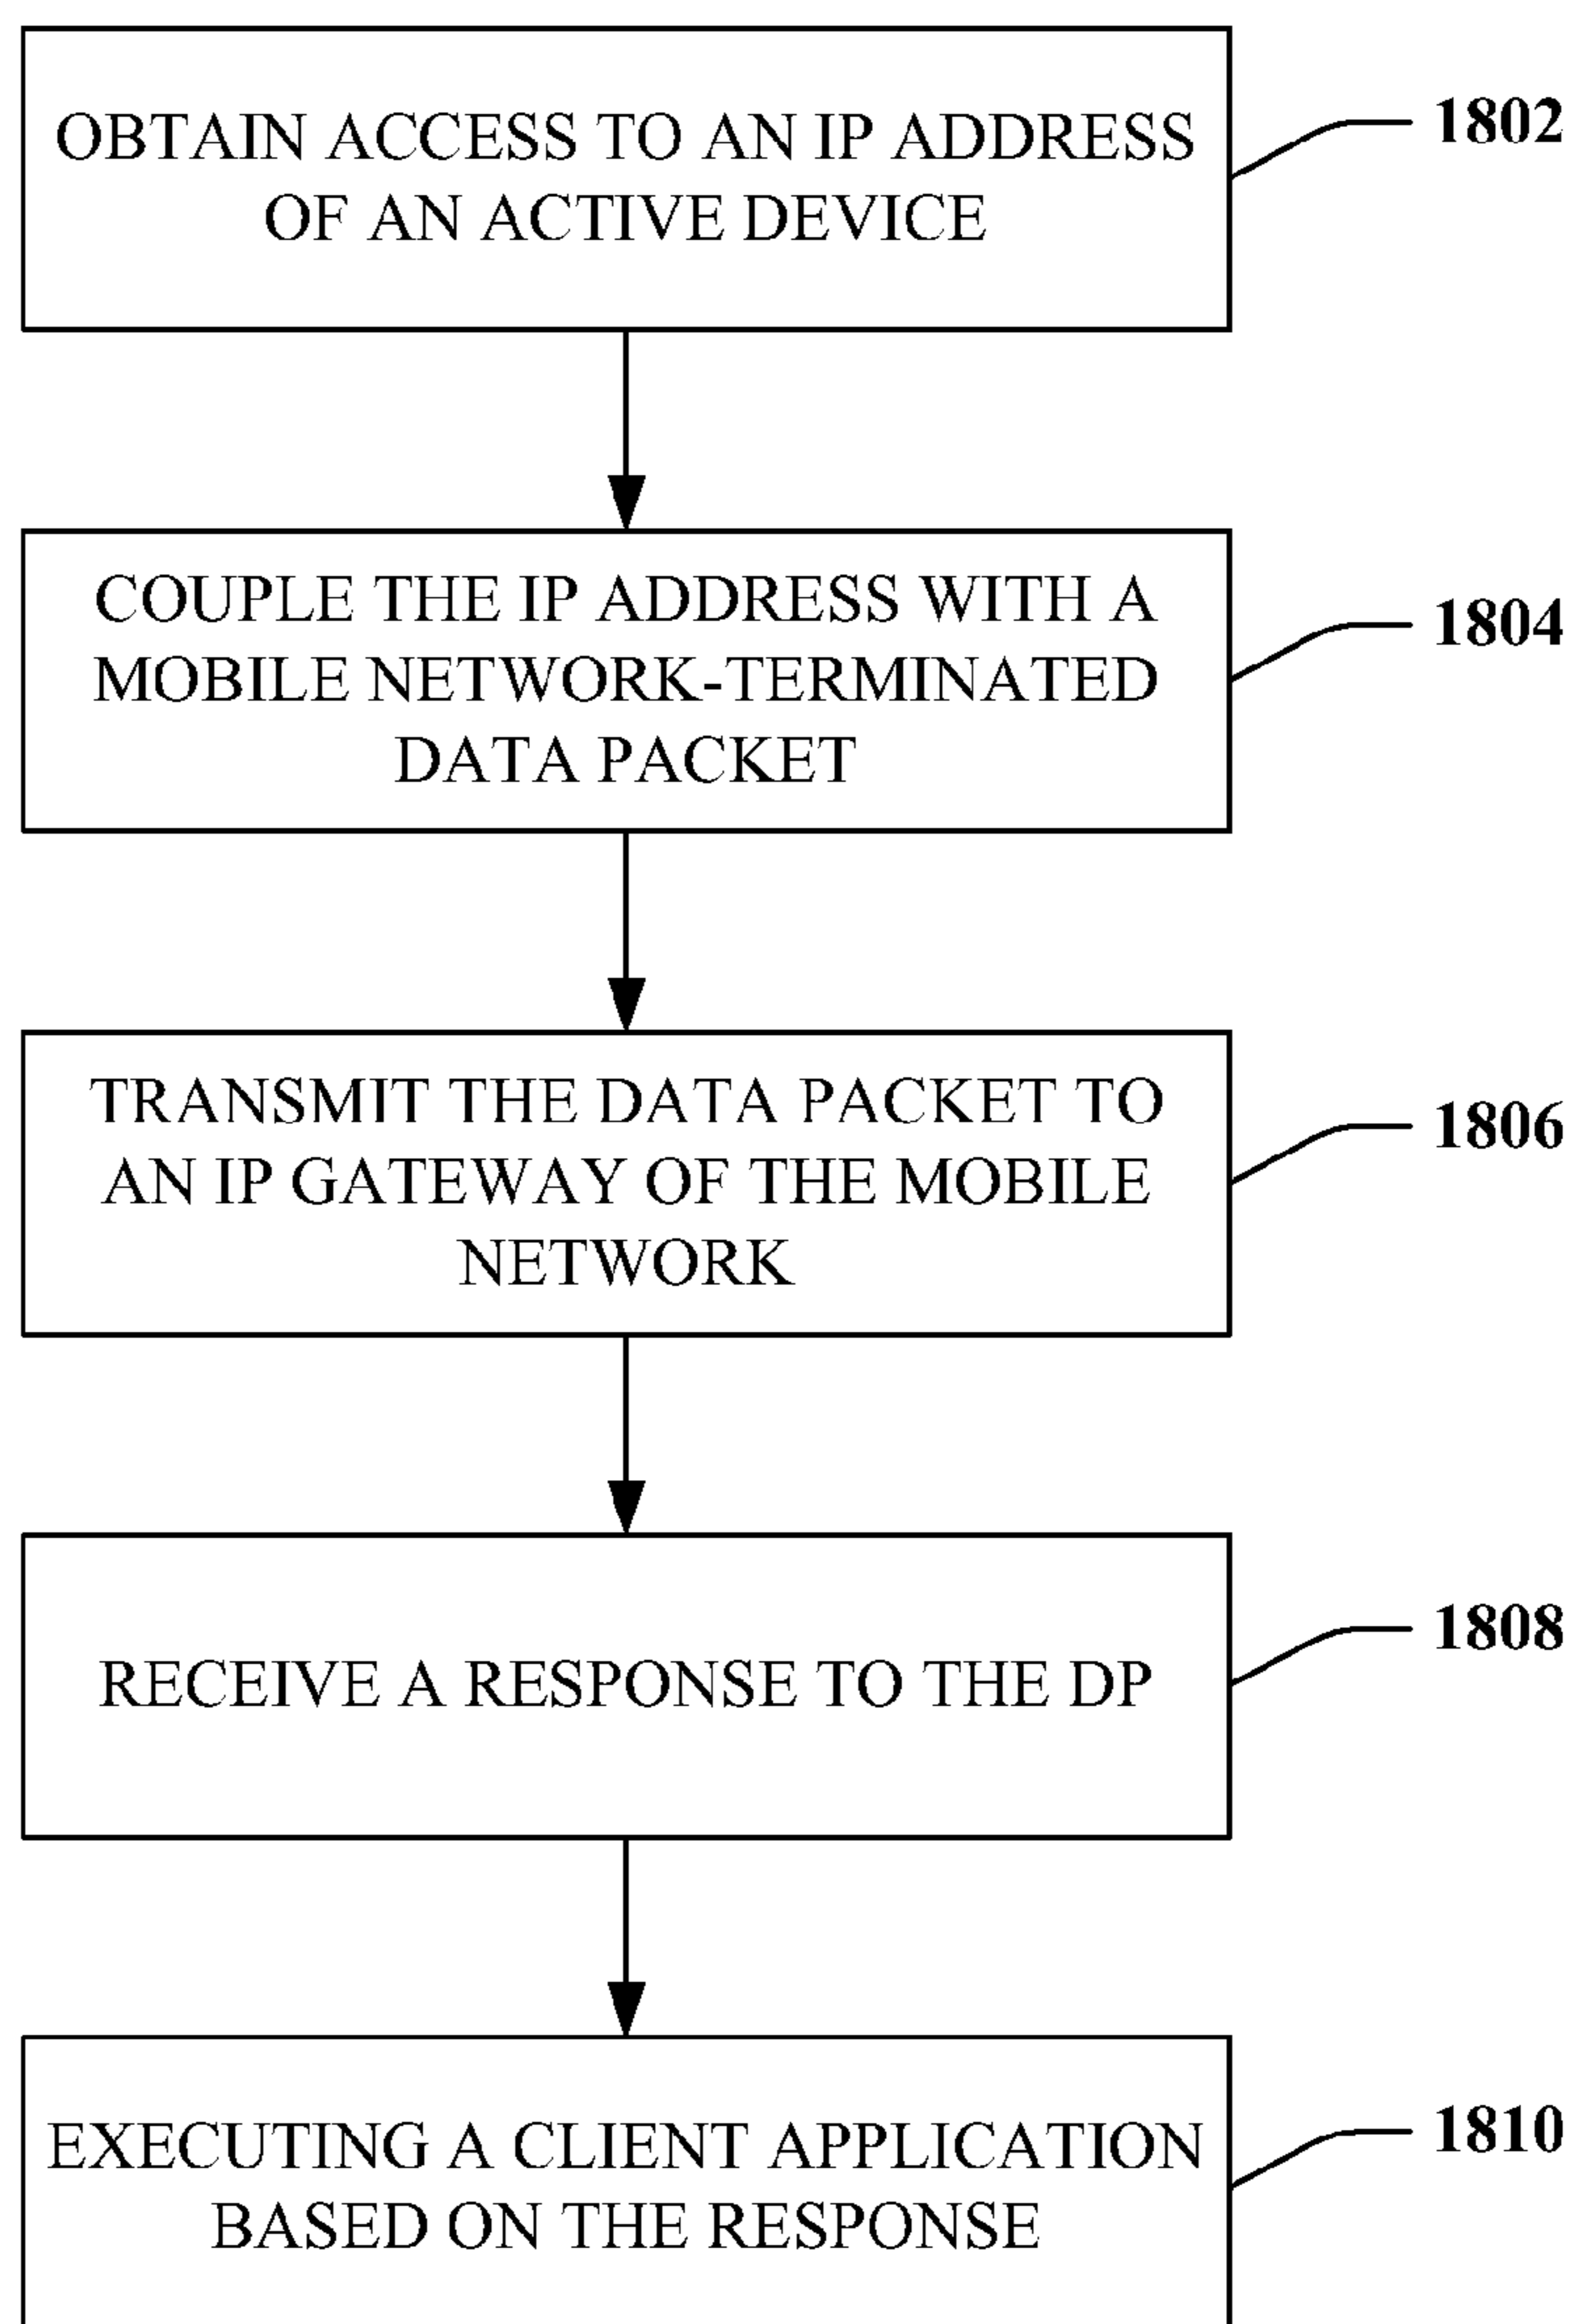 OBTAIN ACCESS TO AN IP ADDRESS
OF AN ACTIVE DEVICE
1802
COUPLE THE IP ADDRESS WITH A
MOBILE NETWORK-TERMINATED
DATA PACKET
1804
TRANSMIT THE DATA PACKET TO
AN IP GATEWAY OF THE MOBILE
NETWORK
1806
RECEIVE A RESPONSE TO THE DP
1808
EXECUTING A CLIENT APPLICATION
BASED ON THE RESPONSE
1810